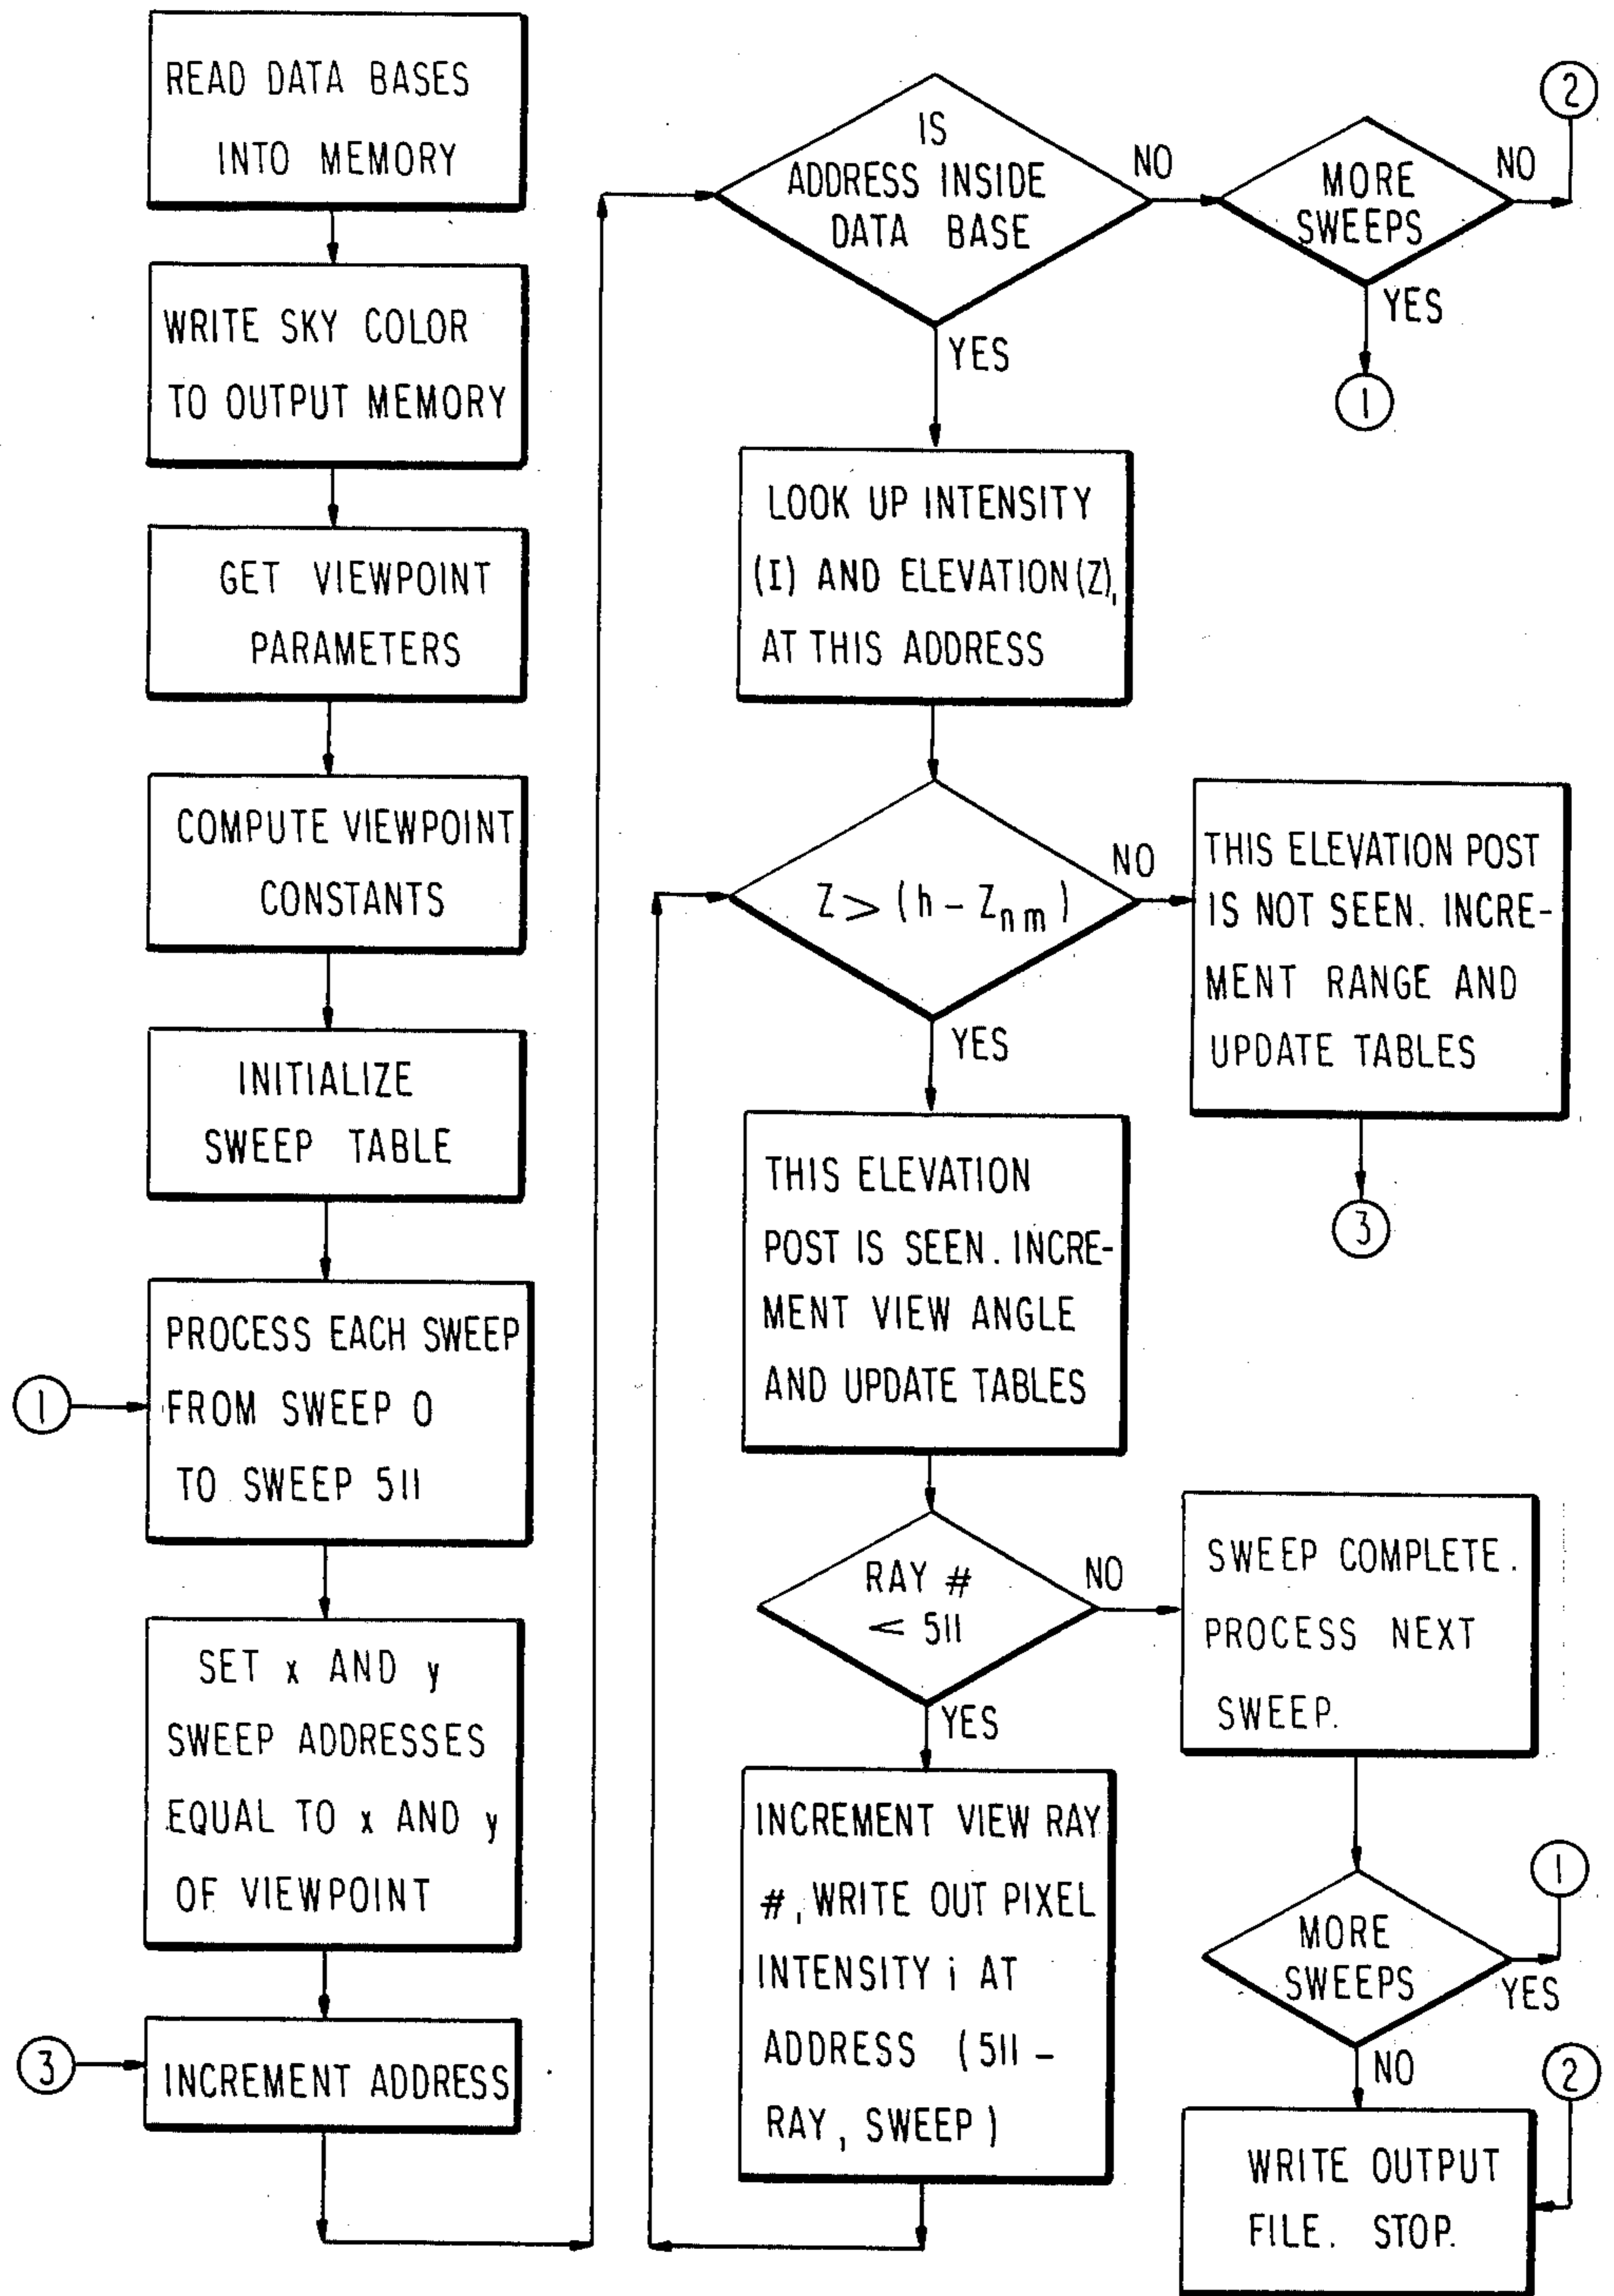 READ DATA BASES
INTO MEMORY
WRITE SKY COLOR
TO OUTPUT MEMORY
GET VIEWPOINT
PARAMETERS
COMPUTE VIEWPOINT
CONSTANTS
INITIALIZE
SWEEP TABLE
1
PROCESS EACH SWEEP
FROM SWEEP 0
TO SWEEP 511
SET x AND y
SWEEP ADDRESSES
EQUAL TO x AND y
OF VIEWPOINT
3
INCREMENT ADDRESS
IS
ADDRESS INSIDE
DATA BASE
NO
YES
MORE
SWEEPS
NO
2
YES
1
LOOK UP INTENSITY
(I) AND ELEVATION(Z),
AT THIS ADDRESS
Z > (h - Znm)
NO
YES
THIS ELEVATION POST
IS NOT SEEN. INCRE-
MENT RANGE AND
UPDATE TABLES
3
THIS ELEVATION
POST IS SEEN. INCRE-
MENT VIEW ANGLE
AND UPDATE TABLES
RAY #
< 511
NO
YES
SWEEP COMPLETE.
PROCESS NEXT
SWEEP.
INCREMENT VIEW RAY
#, WRITE OUT PIXEL
INTENSITY i AT
ADDRESS (511 -
RAY, SWEEP)
MORE
SWEEPS
1
YES
NO
2
WRITE OUTPUT
FILE. STOP.